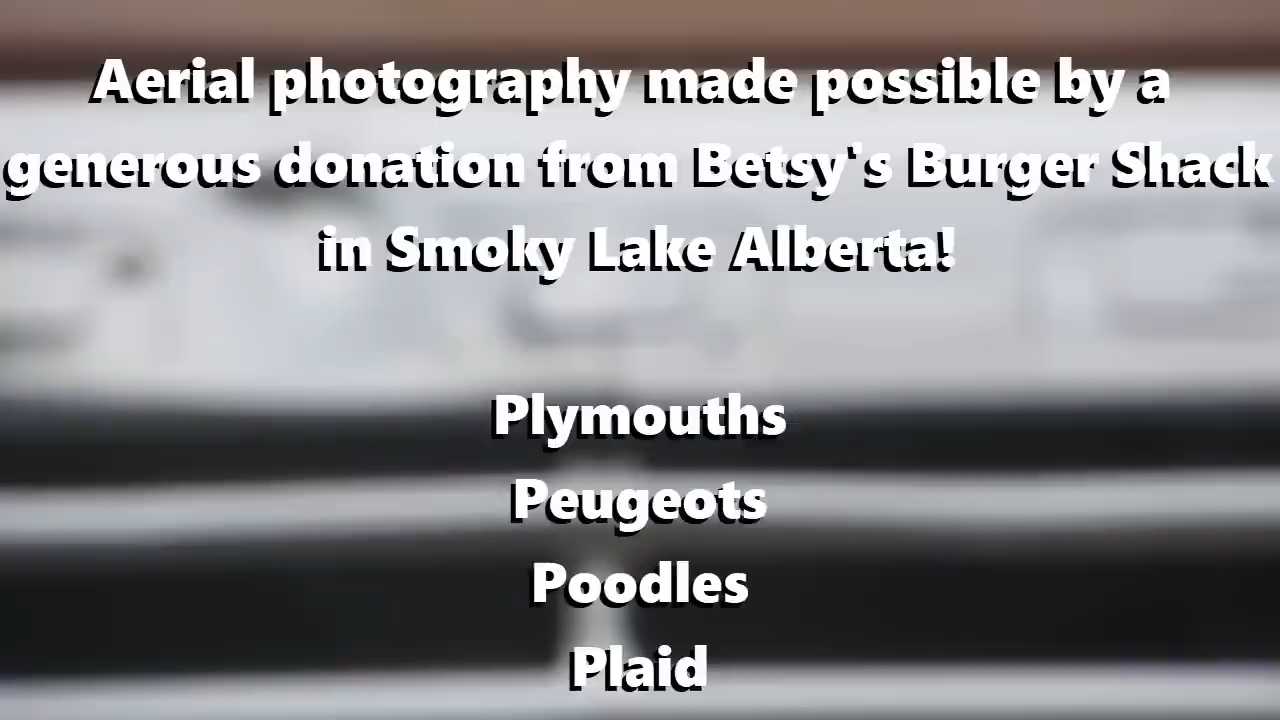 Aerial photography made possible by a
generous donation from Betsy's Burger Shack
in Smoky Lake Alberta!
Plymouths
Peugeots
Poodles
Plaid